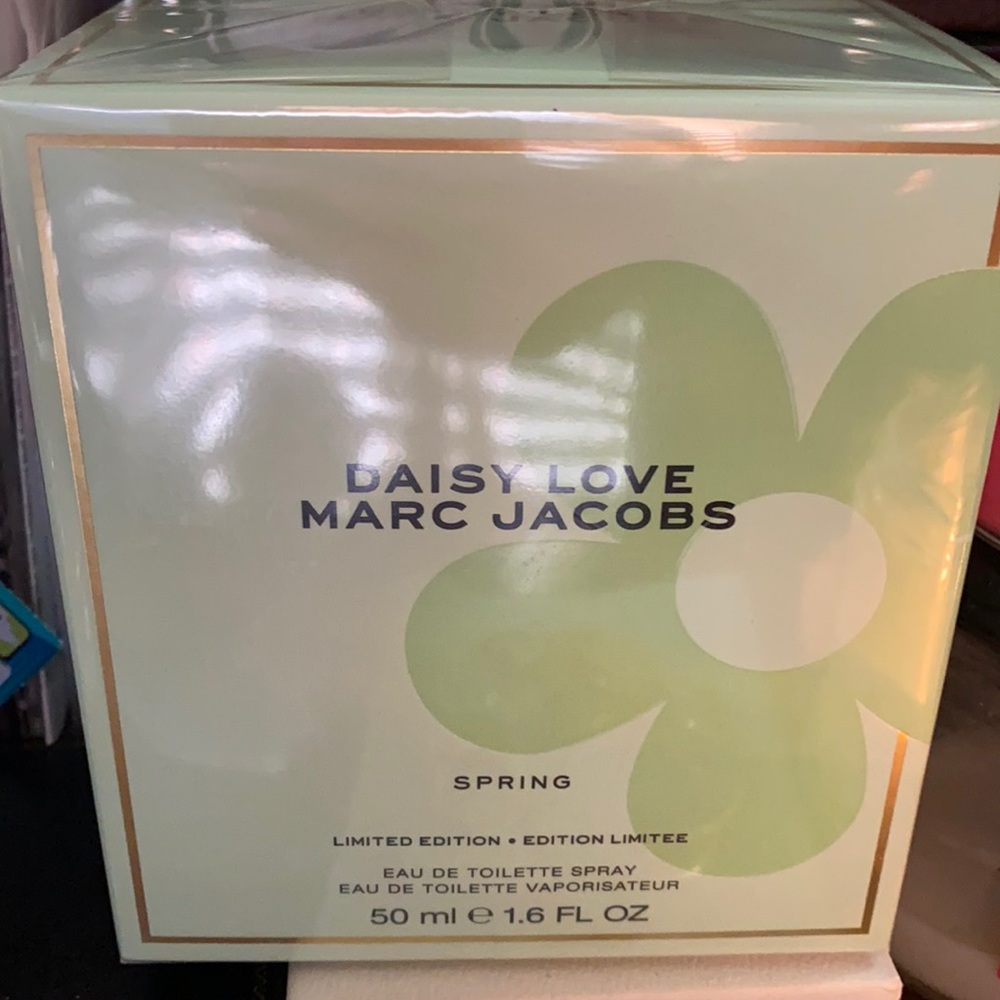 DAISY LOVE
MARC JACOBS
SPRING
LIMITED EDITION • EDITION LIMITEE
EAU DE TOILETTE SPRAY
EAU DE TOILETTE VAPORISATEUR
50 ml ℮ 1.6 FL OZ